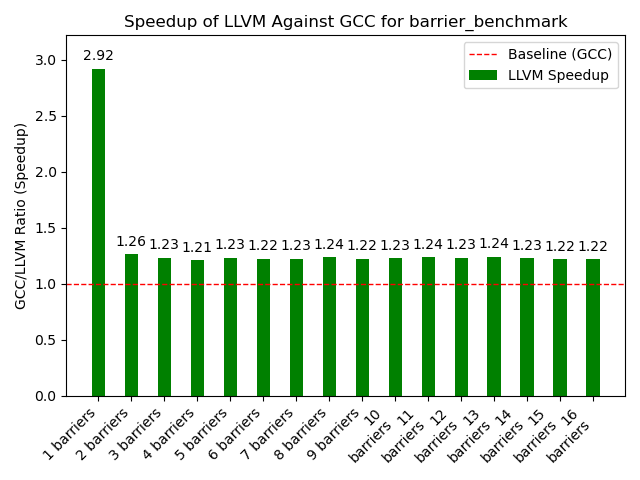 Speedup of LLVM Against GCC for barrier_benchmark
GCC/LLVM Ratio (Speedup)
3.0
2.5
2.0
1.5
1.0
0.5
0.0
Baseline (GCC)
LLVM Speedup
2.92
1.26
1.23
1.21
1.23
1.22
1.23
1.24
1.22
1.23
1.24
1.23
1.24
1.23
1.22
1.22
1 barriers
2 barriers
3 barriers
4 barriers
5 barriers
6 barriers
7 barriers
8 barriers
9 barriers
10
barriers
11
barriers
12
barriers
13
barriers
14
barriers
15
barriers
16
barriers